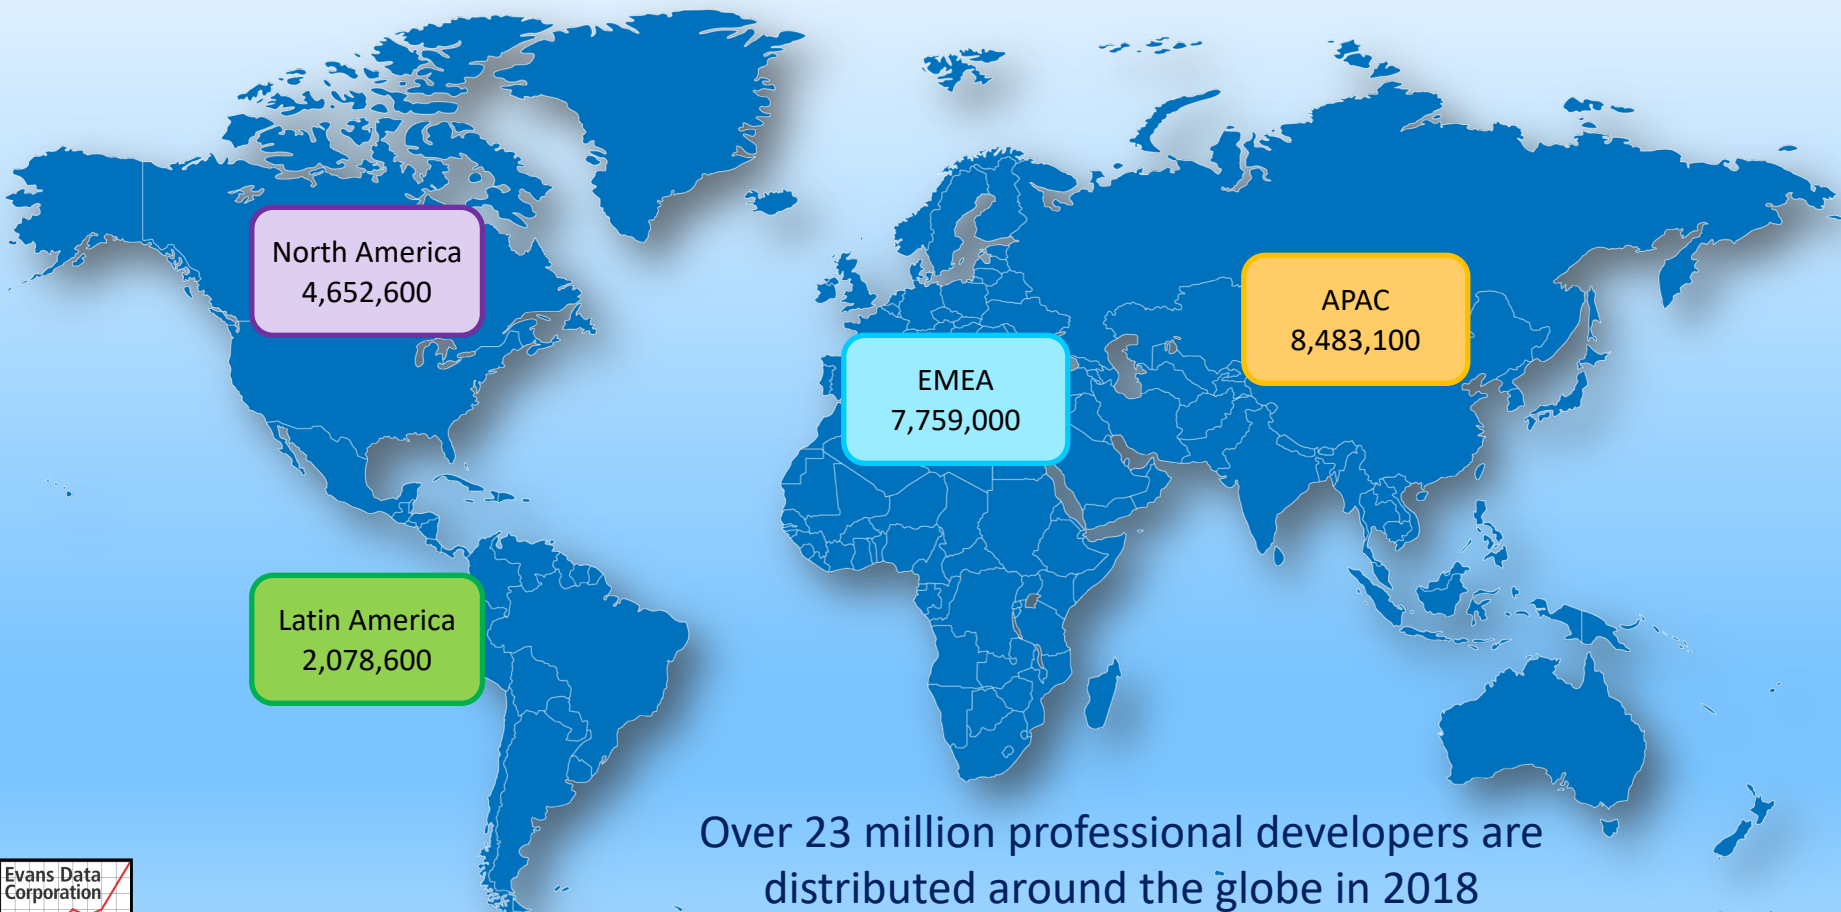 North America
4,652,600
APAC
8,483,100
EMEA
7,759,000
Latin America
2,078,600
Over 23 million professional developers are
distributed around the globe in 2018
Evans Data
Corporation